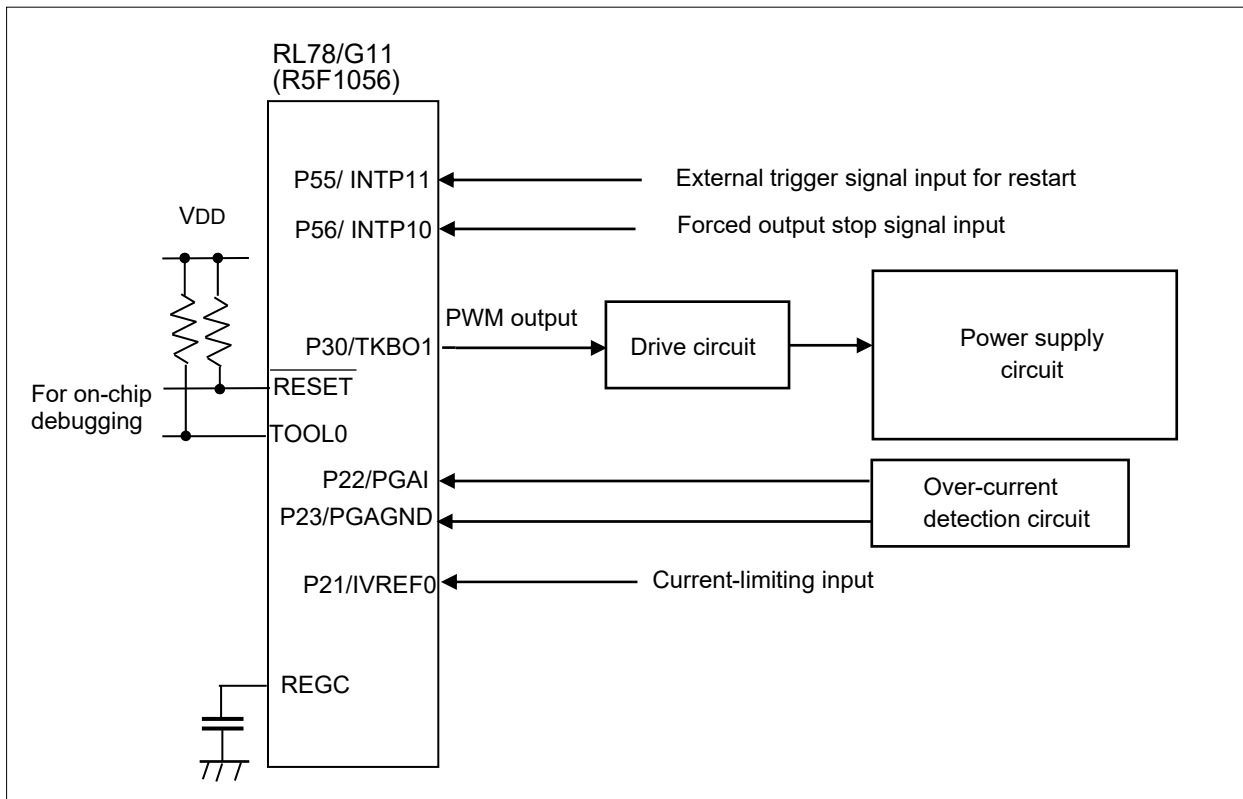 RL78/G11
(R5F1056)
P55/ INTP11
External trigger signal input for restart
VDD
P56/ INTP10
Forced output stop signal input
PWM output
P30/TKBO1
Drive circuit
Power supply
circuit
For on-chip
debugging
RESET
TOOL0
P22/PGAI
P23/PGAGND
Over-current
detection circuit
P21/IVREF0
Current-limiting input
REGC